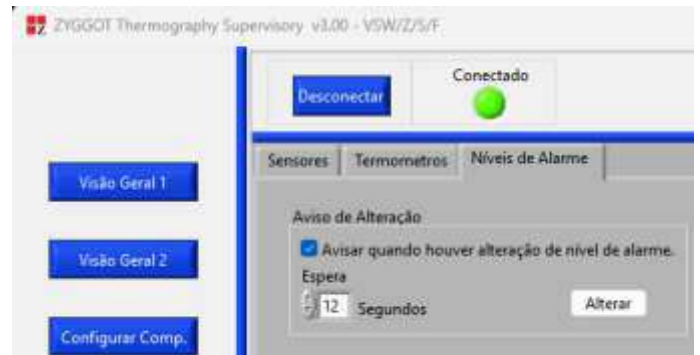 ZYGGOT Thermography Supervisory v3.00 - VSW/Z/S/F
Desconectar
Conectado
Sensores
Termometros
Níveis de Alarme
Visão Geral 1
Aviso de Alteração
Avisar quando houver alteração de nível de alarme.
Visão Geral 2
Espera
12 Segundos
Alterar
Configurar Comp.